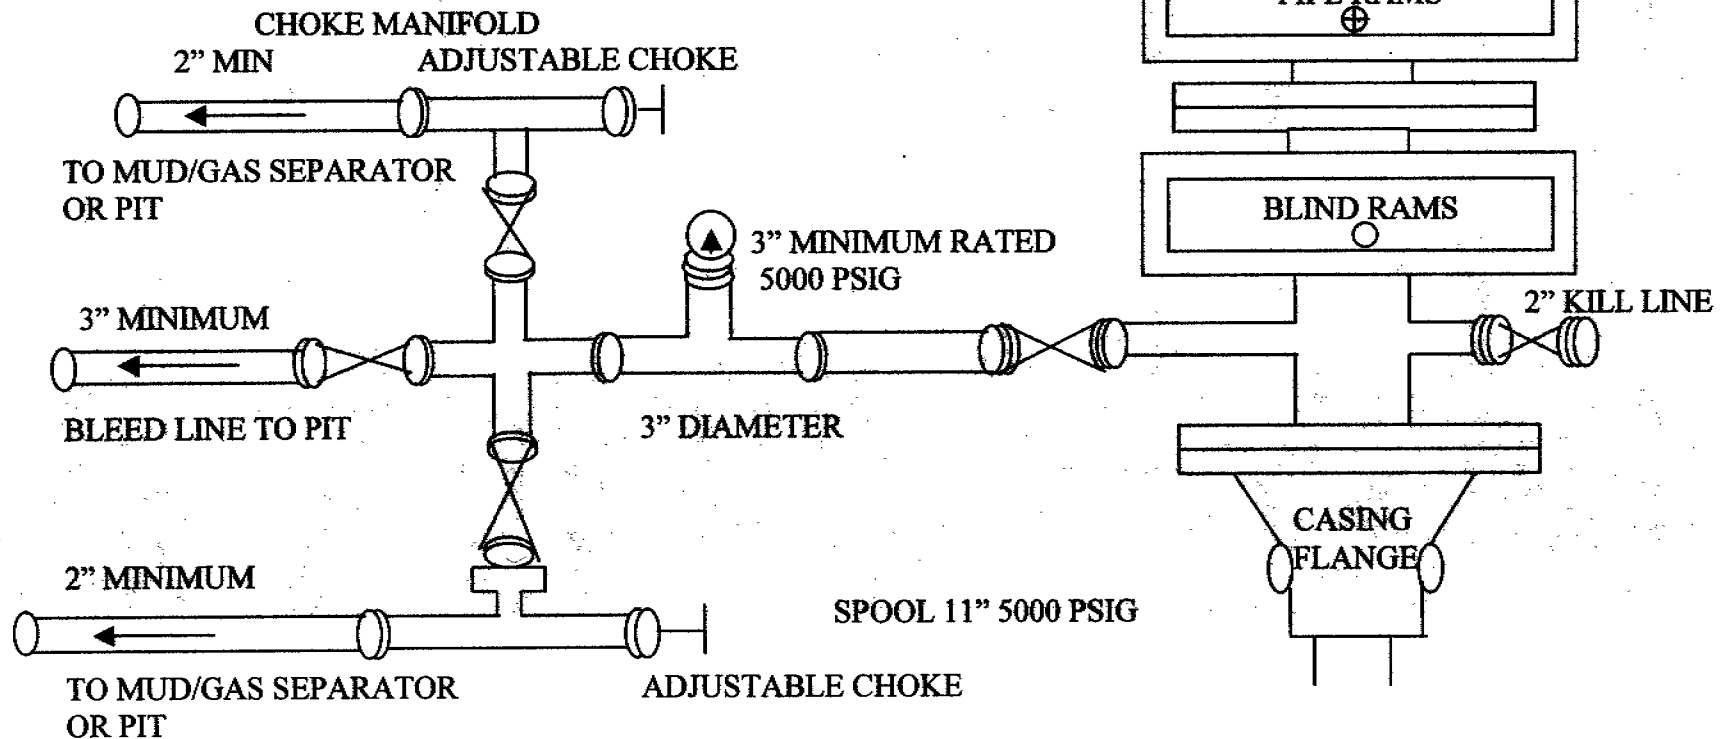 PIPE RAMS
CHOKE MANIFOLD
2” MIN
ADJUSTABLE CHOKE
TO MUD/GAS SEPARATOR
OR PIT
BLIND RAMS
3” MINIMUM RATED
5000 PSIG
2” KILL LINE
3” MINIMUM
BLEED LINE TO PIT
3” DIAMETER
CASING
FLANGE
2” MINIMUM
SPOOL 11” 5000 PSIG
TO MUD/GAS SEPARATOR
OR PIT
ADJUSTABLE CHOKE